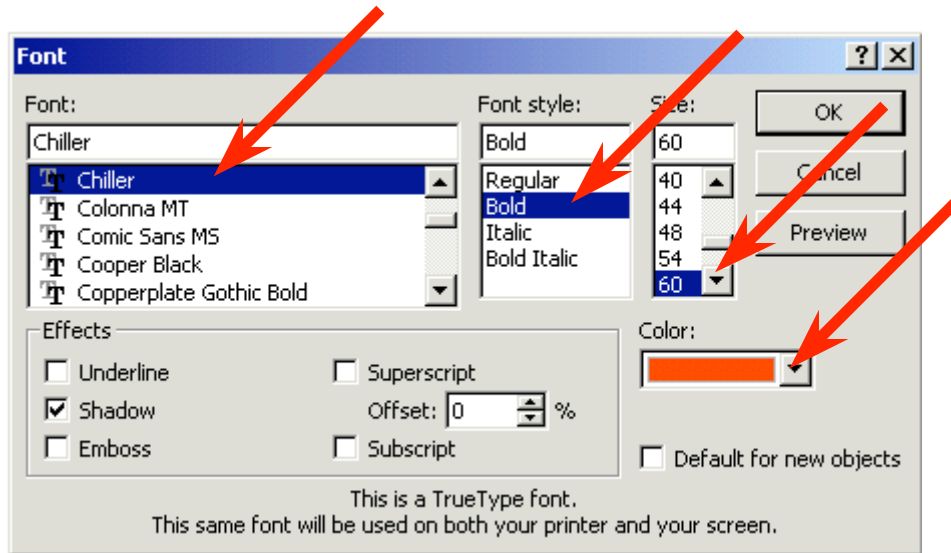 Font
Font: Font style: Size:
Chiller Bold 60 OK
Chiller Regular 40 Cancel
Colonna MT Bold 44
Comic Sans MS Italic 48 Preview
Cooper Black Bold Italic 54
Copperplate Gothic Bold 60
Effects Color:
Underline Superscript
Shadow Offset: 0 %
Emboss Subscript Default for new objects
This is a TrueType font.
This same font will be used on both your printer and your screen.